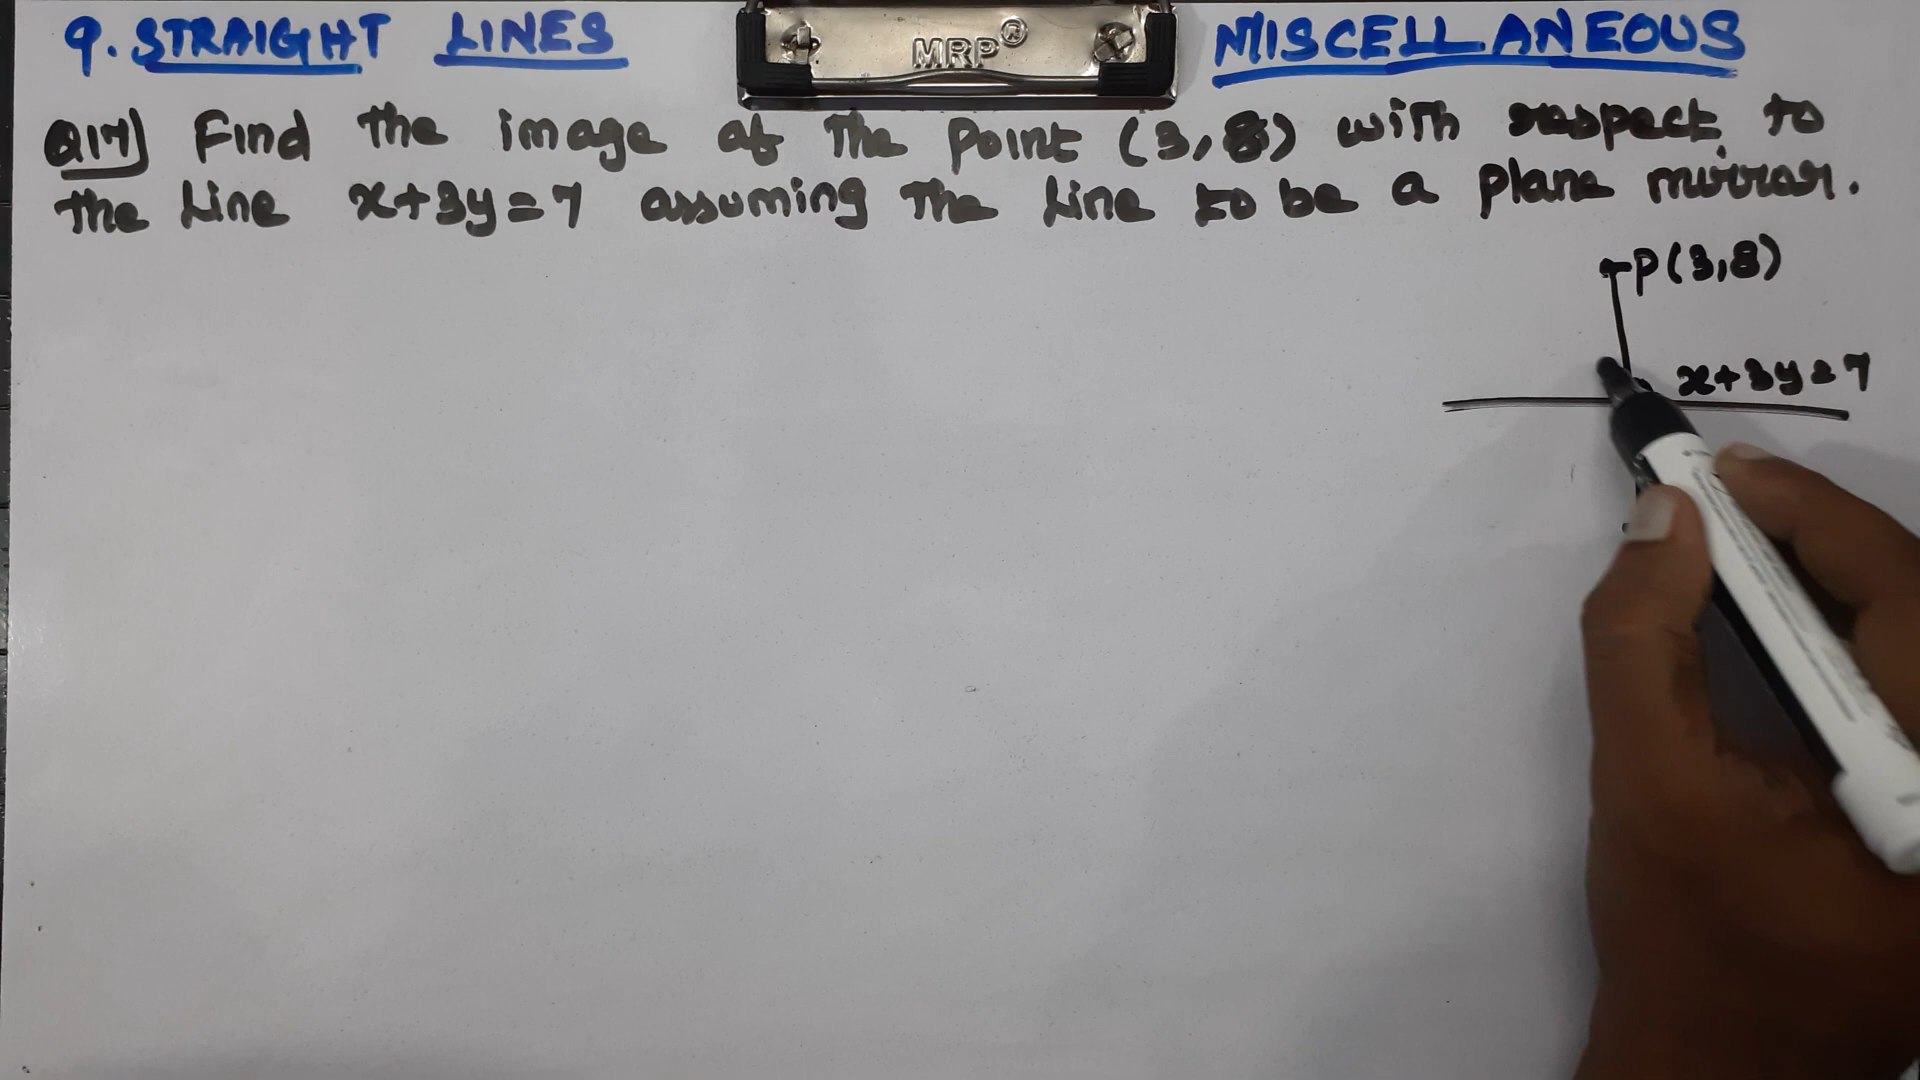 9. STRAIGHT LINES
MRP®
MISCELLANEOUS
Q17) Find the image of the point (3,8) with respect to
the line x+3y=7 assuming the line to be a plane mirror.
P(3,8)
x+3y=7